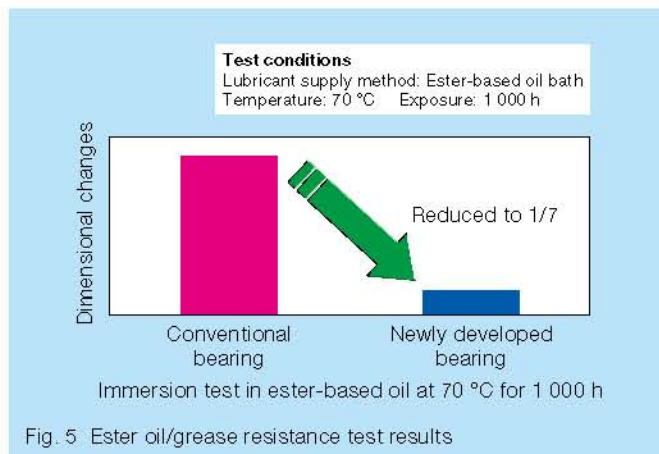 Test conditions
Lubricant supply method: Ester-based oil bath
Temperature: 70 °C Exposure: 1 000 h
Dimensional changes
Reduced to 1/7
Conventional
bearing
Newly developed
bearing
Immersion test in ester-based oil at 70 °C for 1 000 h
Fig. 5 Ester oil/grease resistance test results